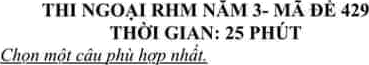 THI NGOẠI RHM NĂM 3- MÃ ĐỀ 429
THỜI GIAN: 25 PHÚT
Chọn một câu phù hợp nhất.